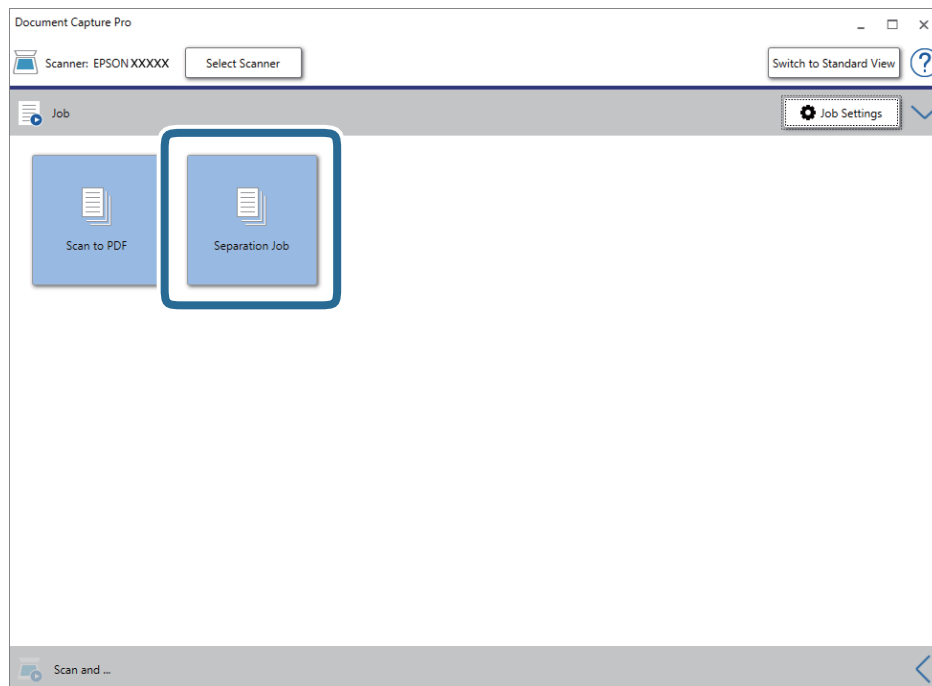 Document Capture Pro
Scanner: EPSON XXXXX
Select Scanner
Switch to Standard View
?
Job
Job Settings
Scan to PDF
Separation Job
Scan and ...